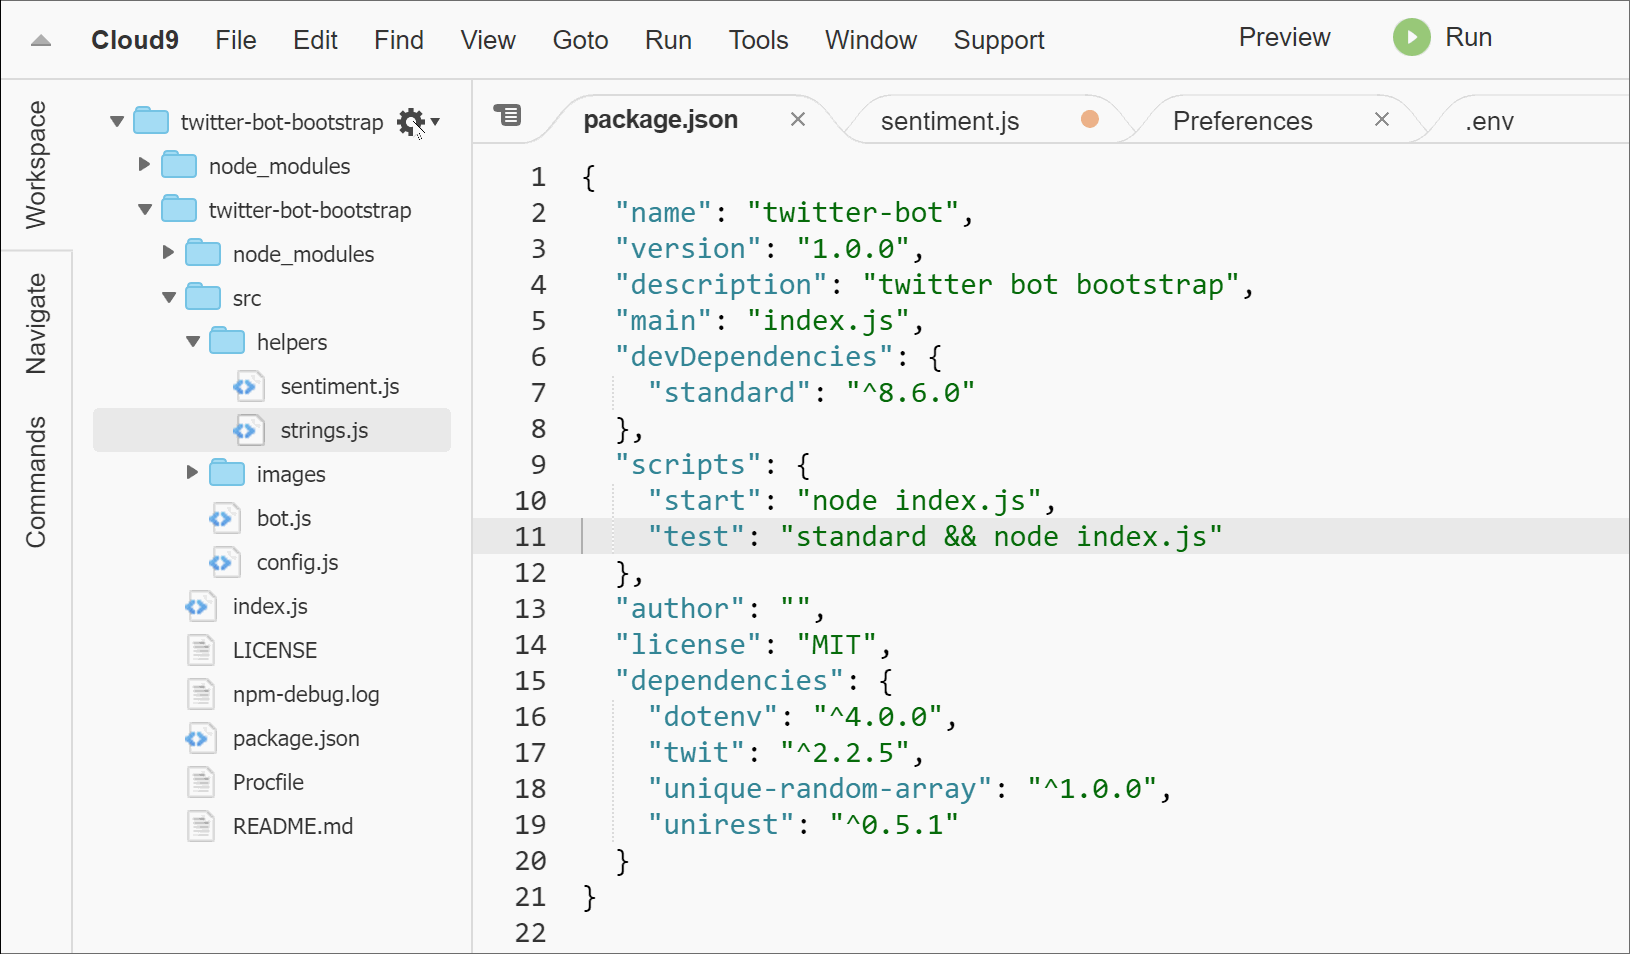 Cloud9 File Edit Find View Goto Run Tools Window Support Preview Run
Workspace
Navigate
Commands
twitter-bot-bootstrap
node_modules
twitter-bot-bootstrap
node_modules
src
helpers
sentiment.js
strings.js
images
bot.js
config.js
index.js
LICENSE
npm-debug.log
package.json
Procfile
README.md
package.json sentiment.js Preferences .env
1 {
2 "name": "twitter-bot",
3 "version": "1.0.0",
4 "description": "twitter bot bootstrap",
5 "main": "index.js",
6 "devDependencies": {
7 "standard": "^8.6.0"
8 },
9 "scripts": {
10 "start": "node index.js",
11 "test": "standard && node index.js"
12 },
13 "author": "",
14 "license": "MIT",
15 "dependencies": {
16 "dotenv": "^4.0.0",
17 "twit": "^2.2.5",
18 "unique-random-array": "^1.0.0",
19 "unirest": "^0.5.1"
20 }
21 }
22